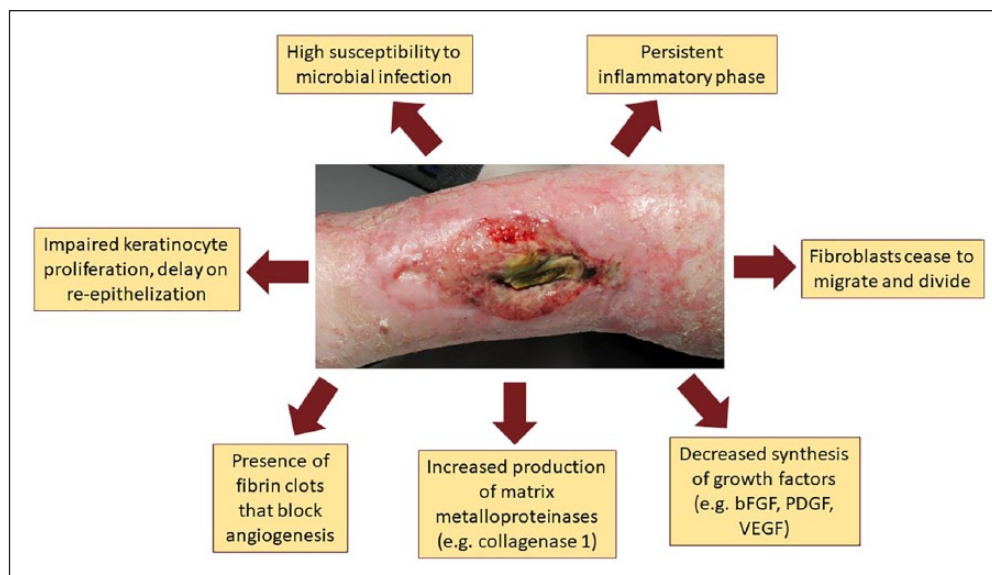 High susceptibility to
microbial infection
Persistent
inflammatory phase
Impaired keratinocyte
proliferation, delay on
re-epithelization
Fibroblasts cease to
migrate and divide
Presence of
fibrin clots
that block
angiogenesis
Increased production
of matrix
metalloproteinases
(e.g. collagenase 1)
Decreased synthesis
of growth factors
(e.g. bFGF, PDGF,
VEGF)